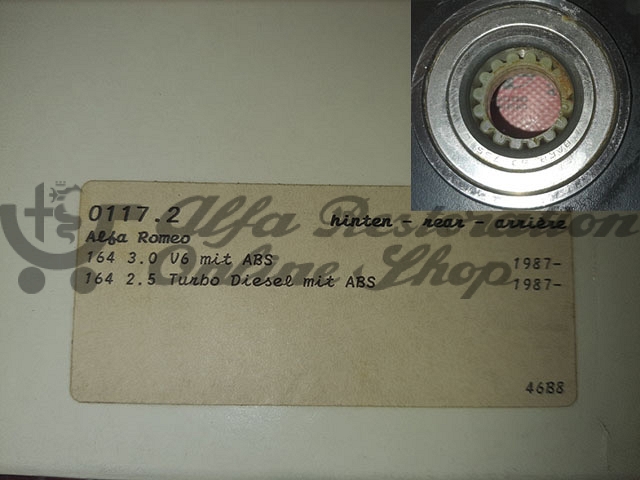 0117.2
hinten - rear - arrière
Alfa Romeo
164 3.0 V6 mit ABS 1987-
164 2.5 Turbo Diesel mit ABS 1987-
4688
Alfa Restoration
Online Shop